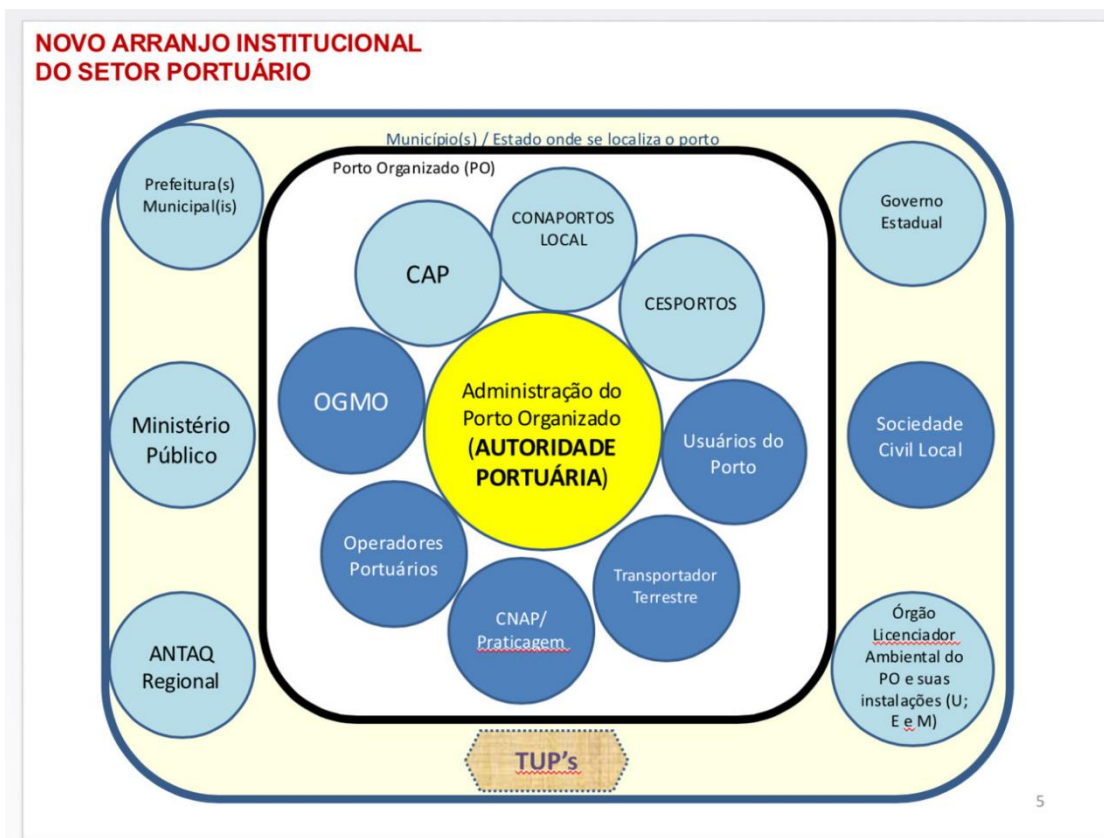 NOVO ARRANJO INSTITUCIONAL
DO SETOR PORTUÁRIO
Município(s) / Estado onde se localiza o porto
Porto Organizado (PO)
Prefeitura(s)
Municipal(is)
Governo
Estadual
CONAPORTOS
LOCAL
CAP
CESPORTOS
OGMO
Administração do
Porto Organizado
(AUTORIDADE
PORTUÁRIA)
Usuários do
Porto
Ministério
Público
Sociedade
Civil Local
Operadores
Portuários
Transportador
Terrestre
CNAP/
Praticagem
ANTAQ
Regional
Órgão
Licenciador
Ambiental do
PO e suas
instalações (U;
E e M)
TUP's
5